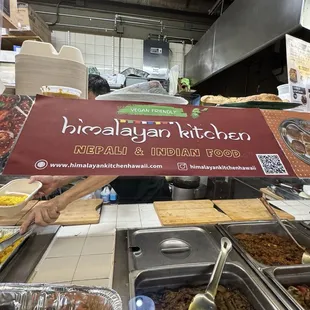 VEGAN FRIENDLY
himalayan kitchen
NEPALI & INDIAN FOOD
www.himalayankitchenhawaii.com
HIMALAYANKITCHENHAWAII